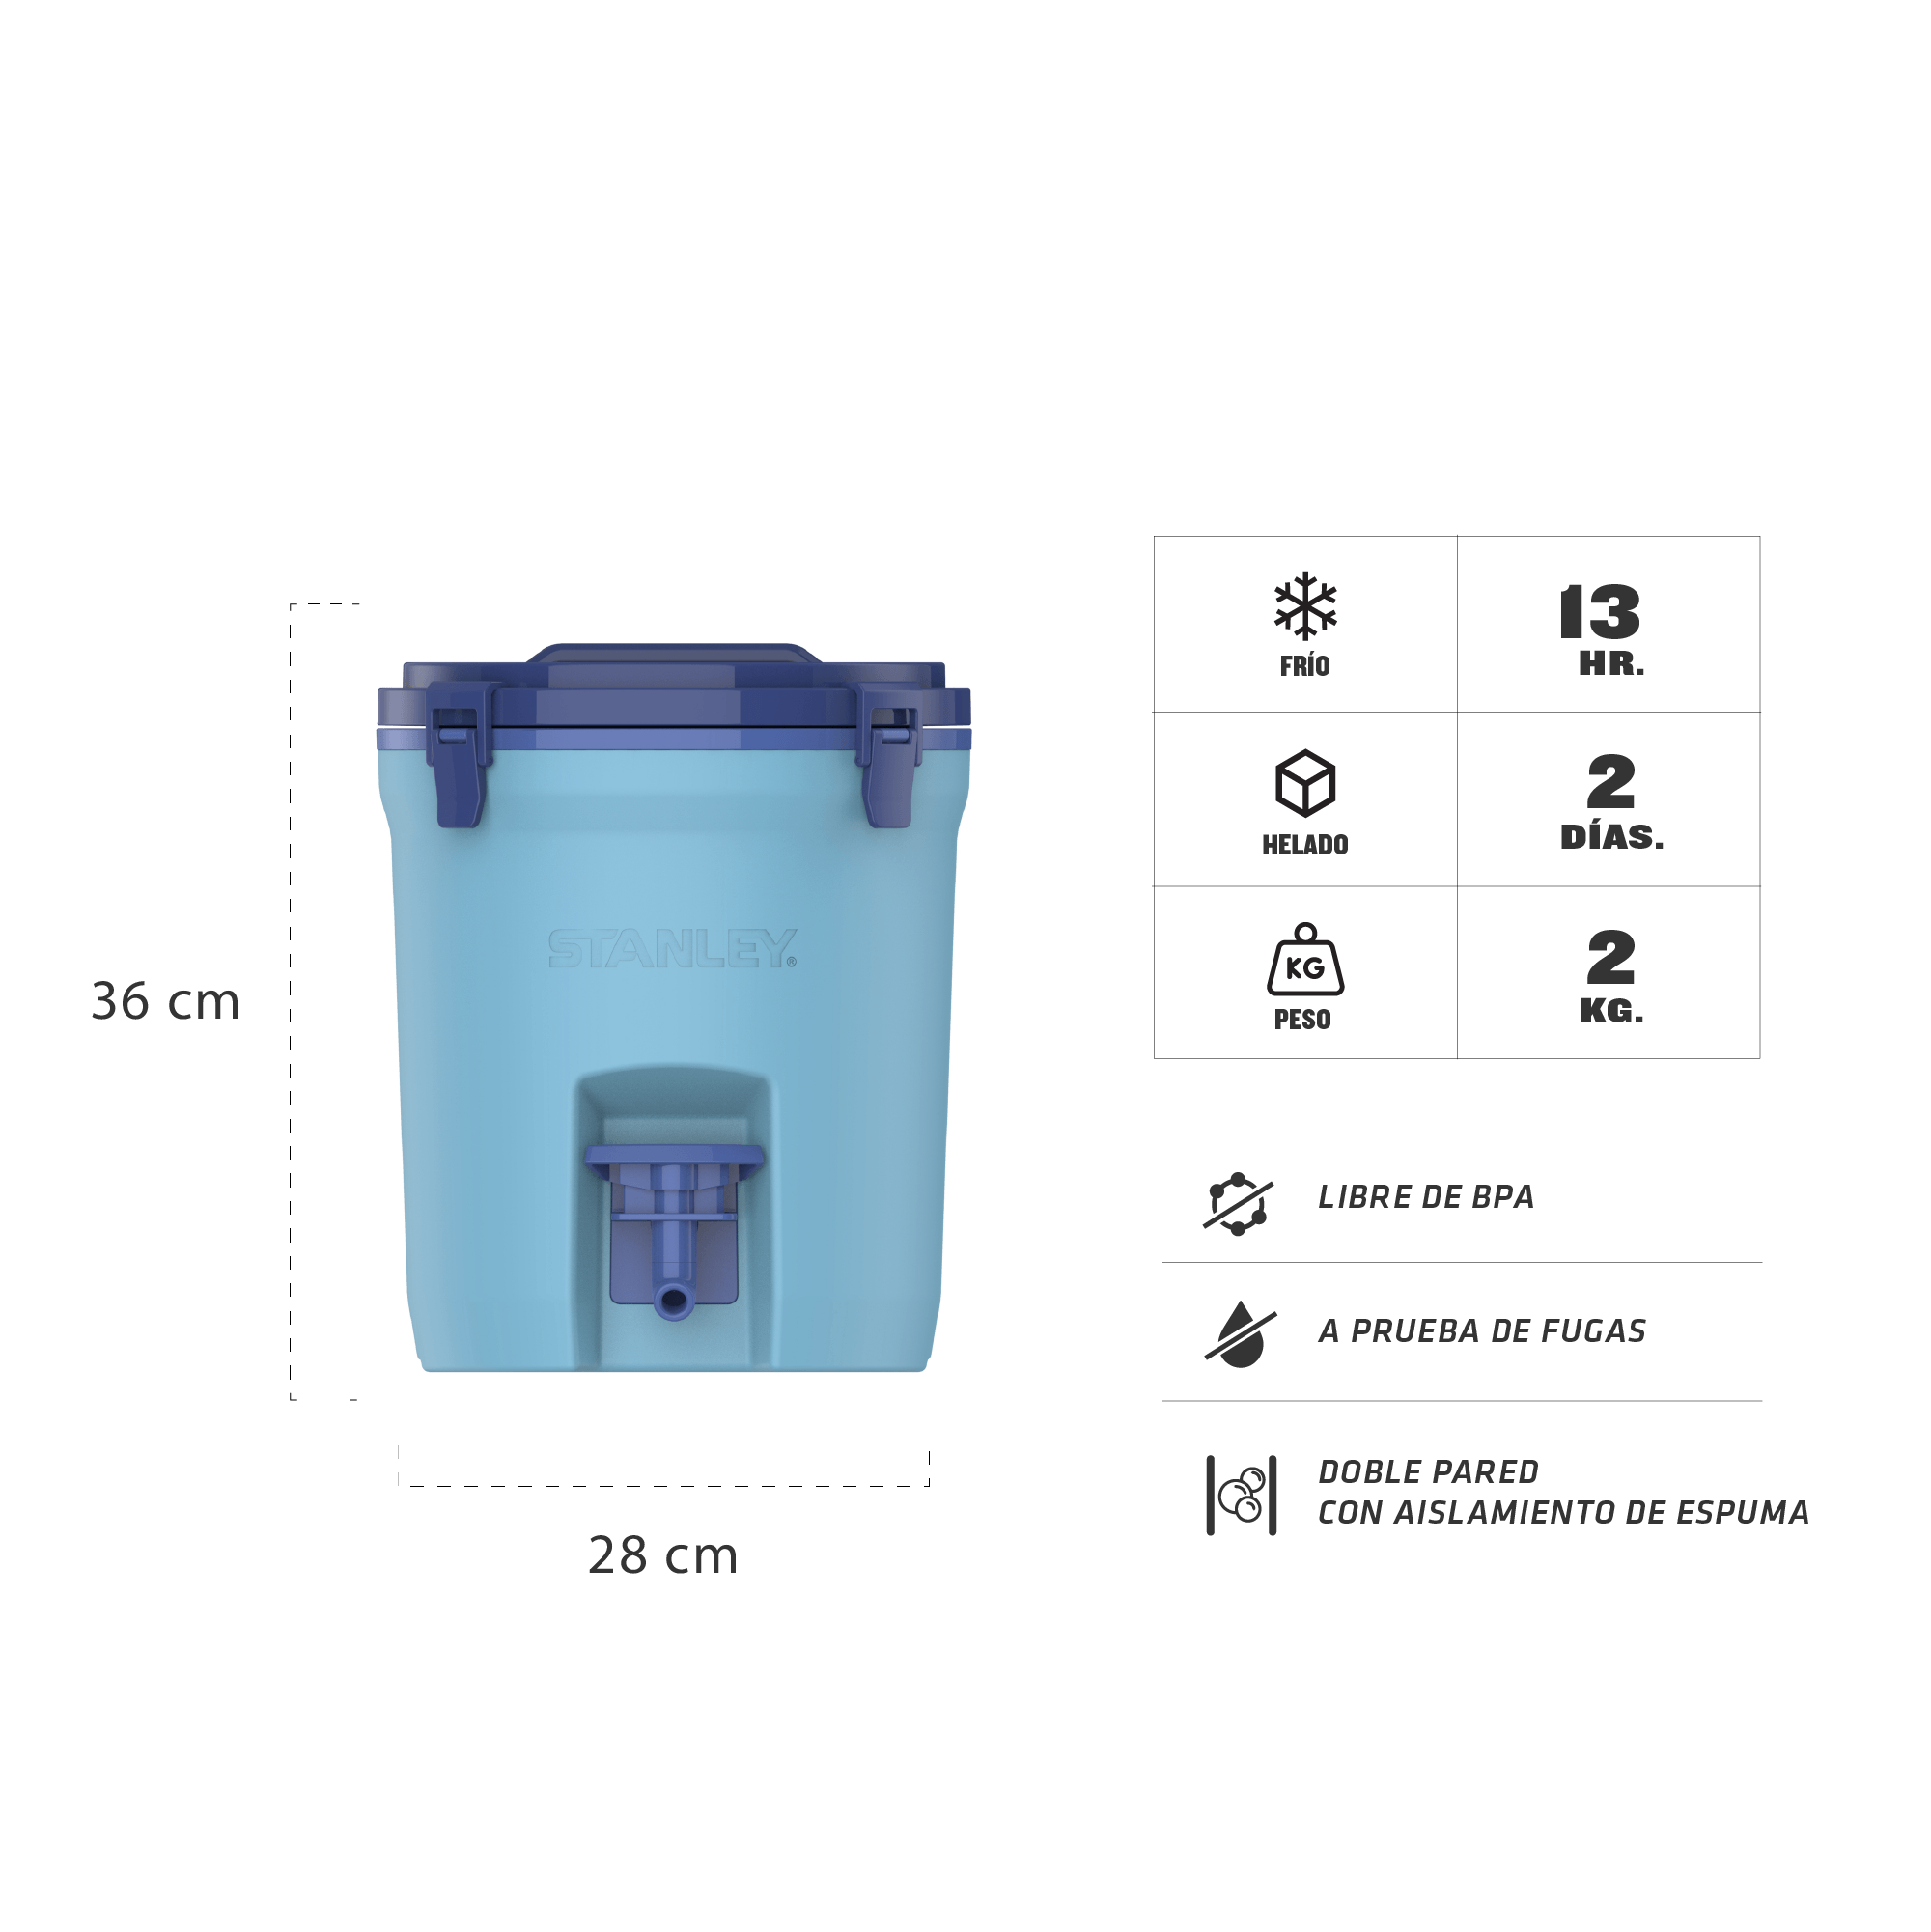 36 cm
28 cm
STANLEY®
FRÍO
13
HR.
HELADO
2
DÍAS.
KG
PESO
2
KG.
LIBRE DE BPA
A PRUEBA DE FUGAS
DOBLE PARED
CON AISLAMIENTO DE ESPUMA